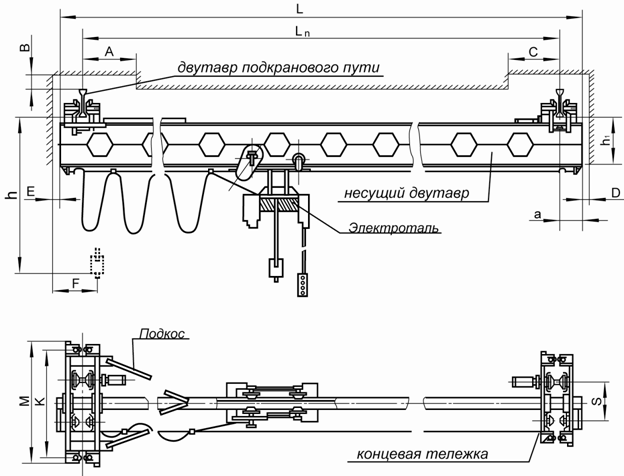 L
Lп
B
A
C
двутавр подкранового пути
h
h1
E
несущий двутавр
D
a
Электроталь
F
Подкос
M
K
S
концевая тележка